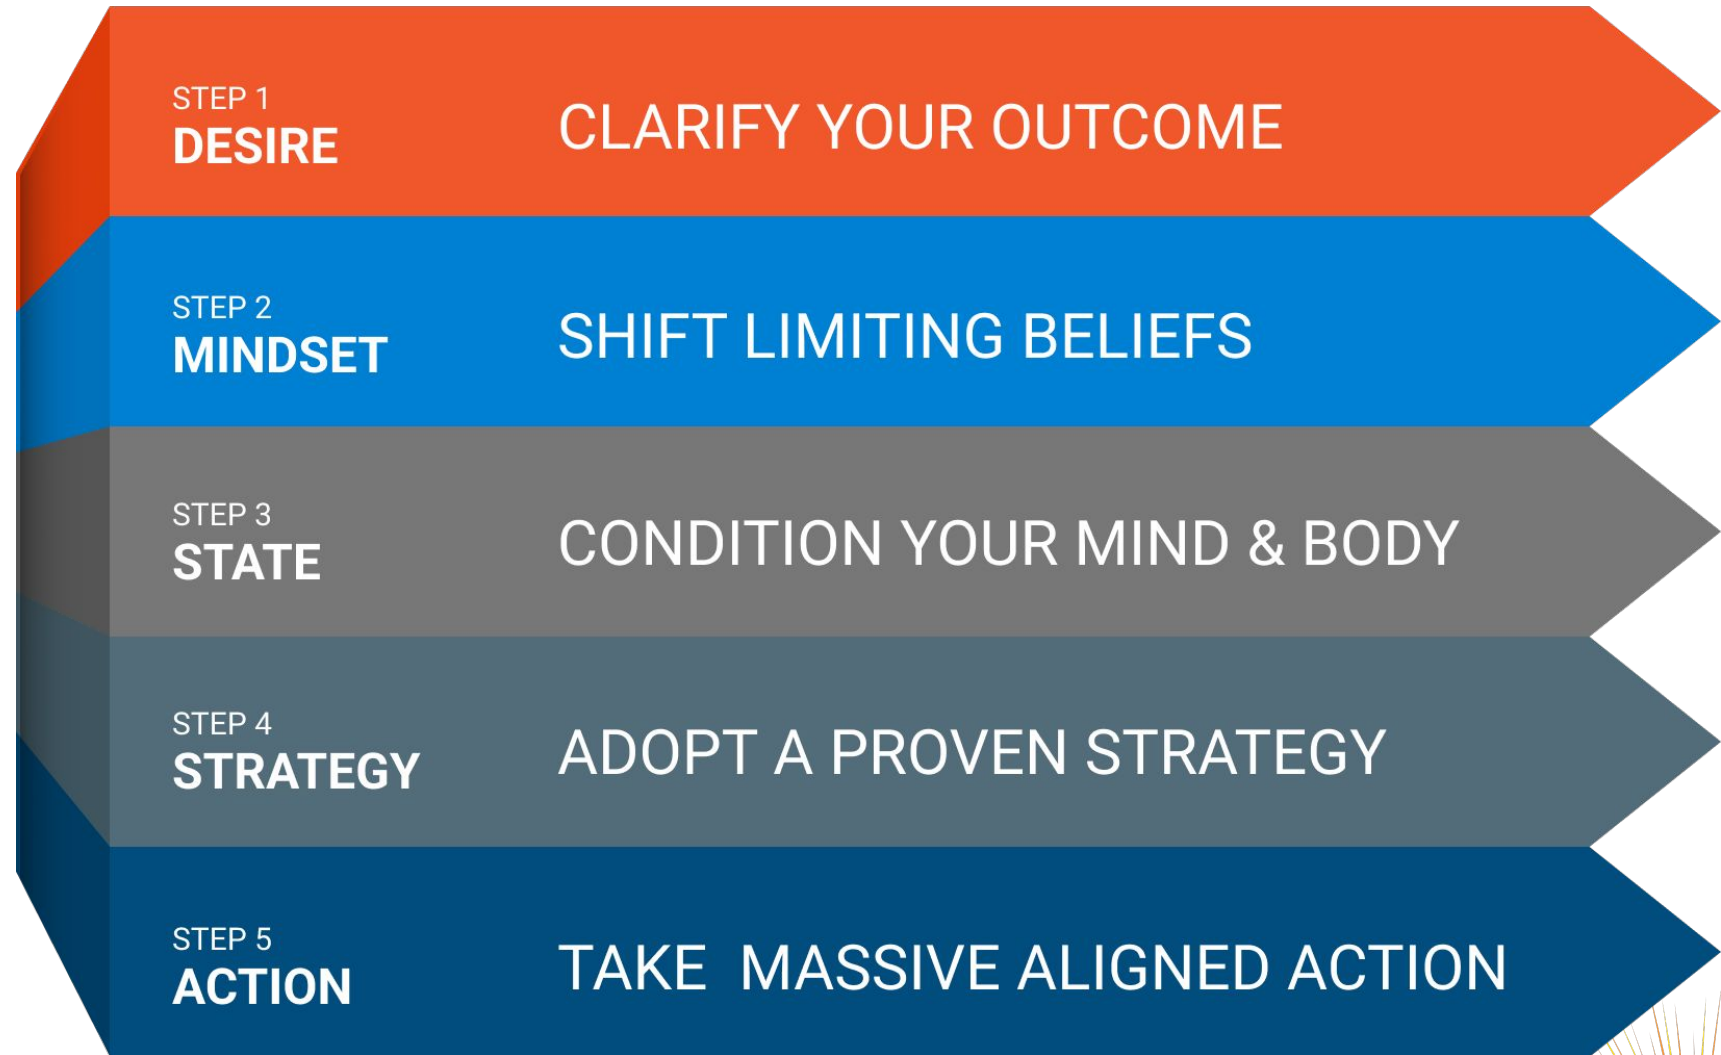 STEP 1
DESIRE
CLARIFY YOUR OUTCOME
STEP 2
MINDSET
SHIFT LIMITING BELIEFS
STEP 3
STATE
CONDITION YOUR MIND & BODY
STEP 4
STRATEGY
ADOPT A PROVEN STRATEGY
STEP 5
ACTION
TAKE  MASSIVE ALIGNED ACTION